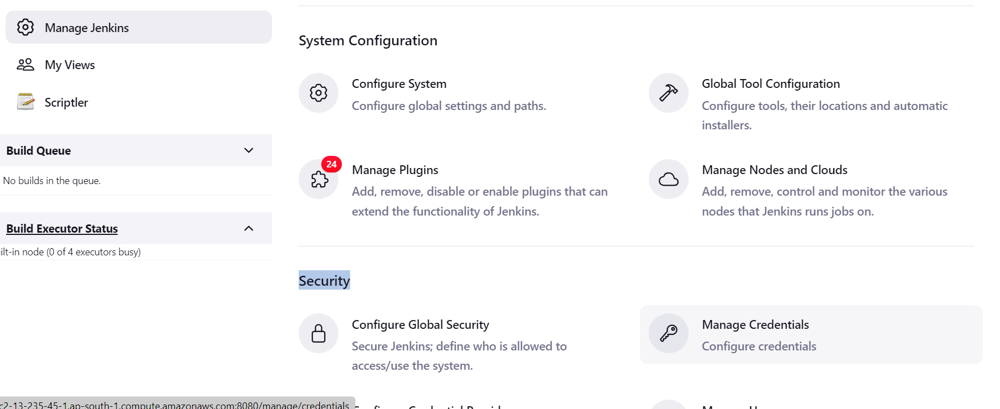 Manage Jenkins
My Views
Scriptler
Build Queue
No builds in the queue.
Build Executor Status
ilt-in node (0 of 4 executors busy)
System Configuration
Configure System
Configure global settings and paths.
Global Tool Configuration
Configure tools, their locations and automatic
installers.
24
Manage Plugins
Add, remove, disable or enable plugins that can
extend the functionality of Jenkins.
Manage Nodes and Clouds
Add, remove, control and monitor the various
nodes that Jenkins runs jobs on.
Security
Configure Global Security
Secure Jenkins; define who is allowed to
access/use the system.
Manage Credentials
Configure credentials
c2-13-235-45-1.ap-south-1.compute.amazonaws.com:8080/manage/credentials